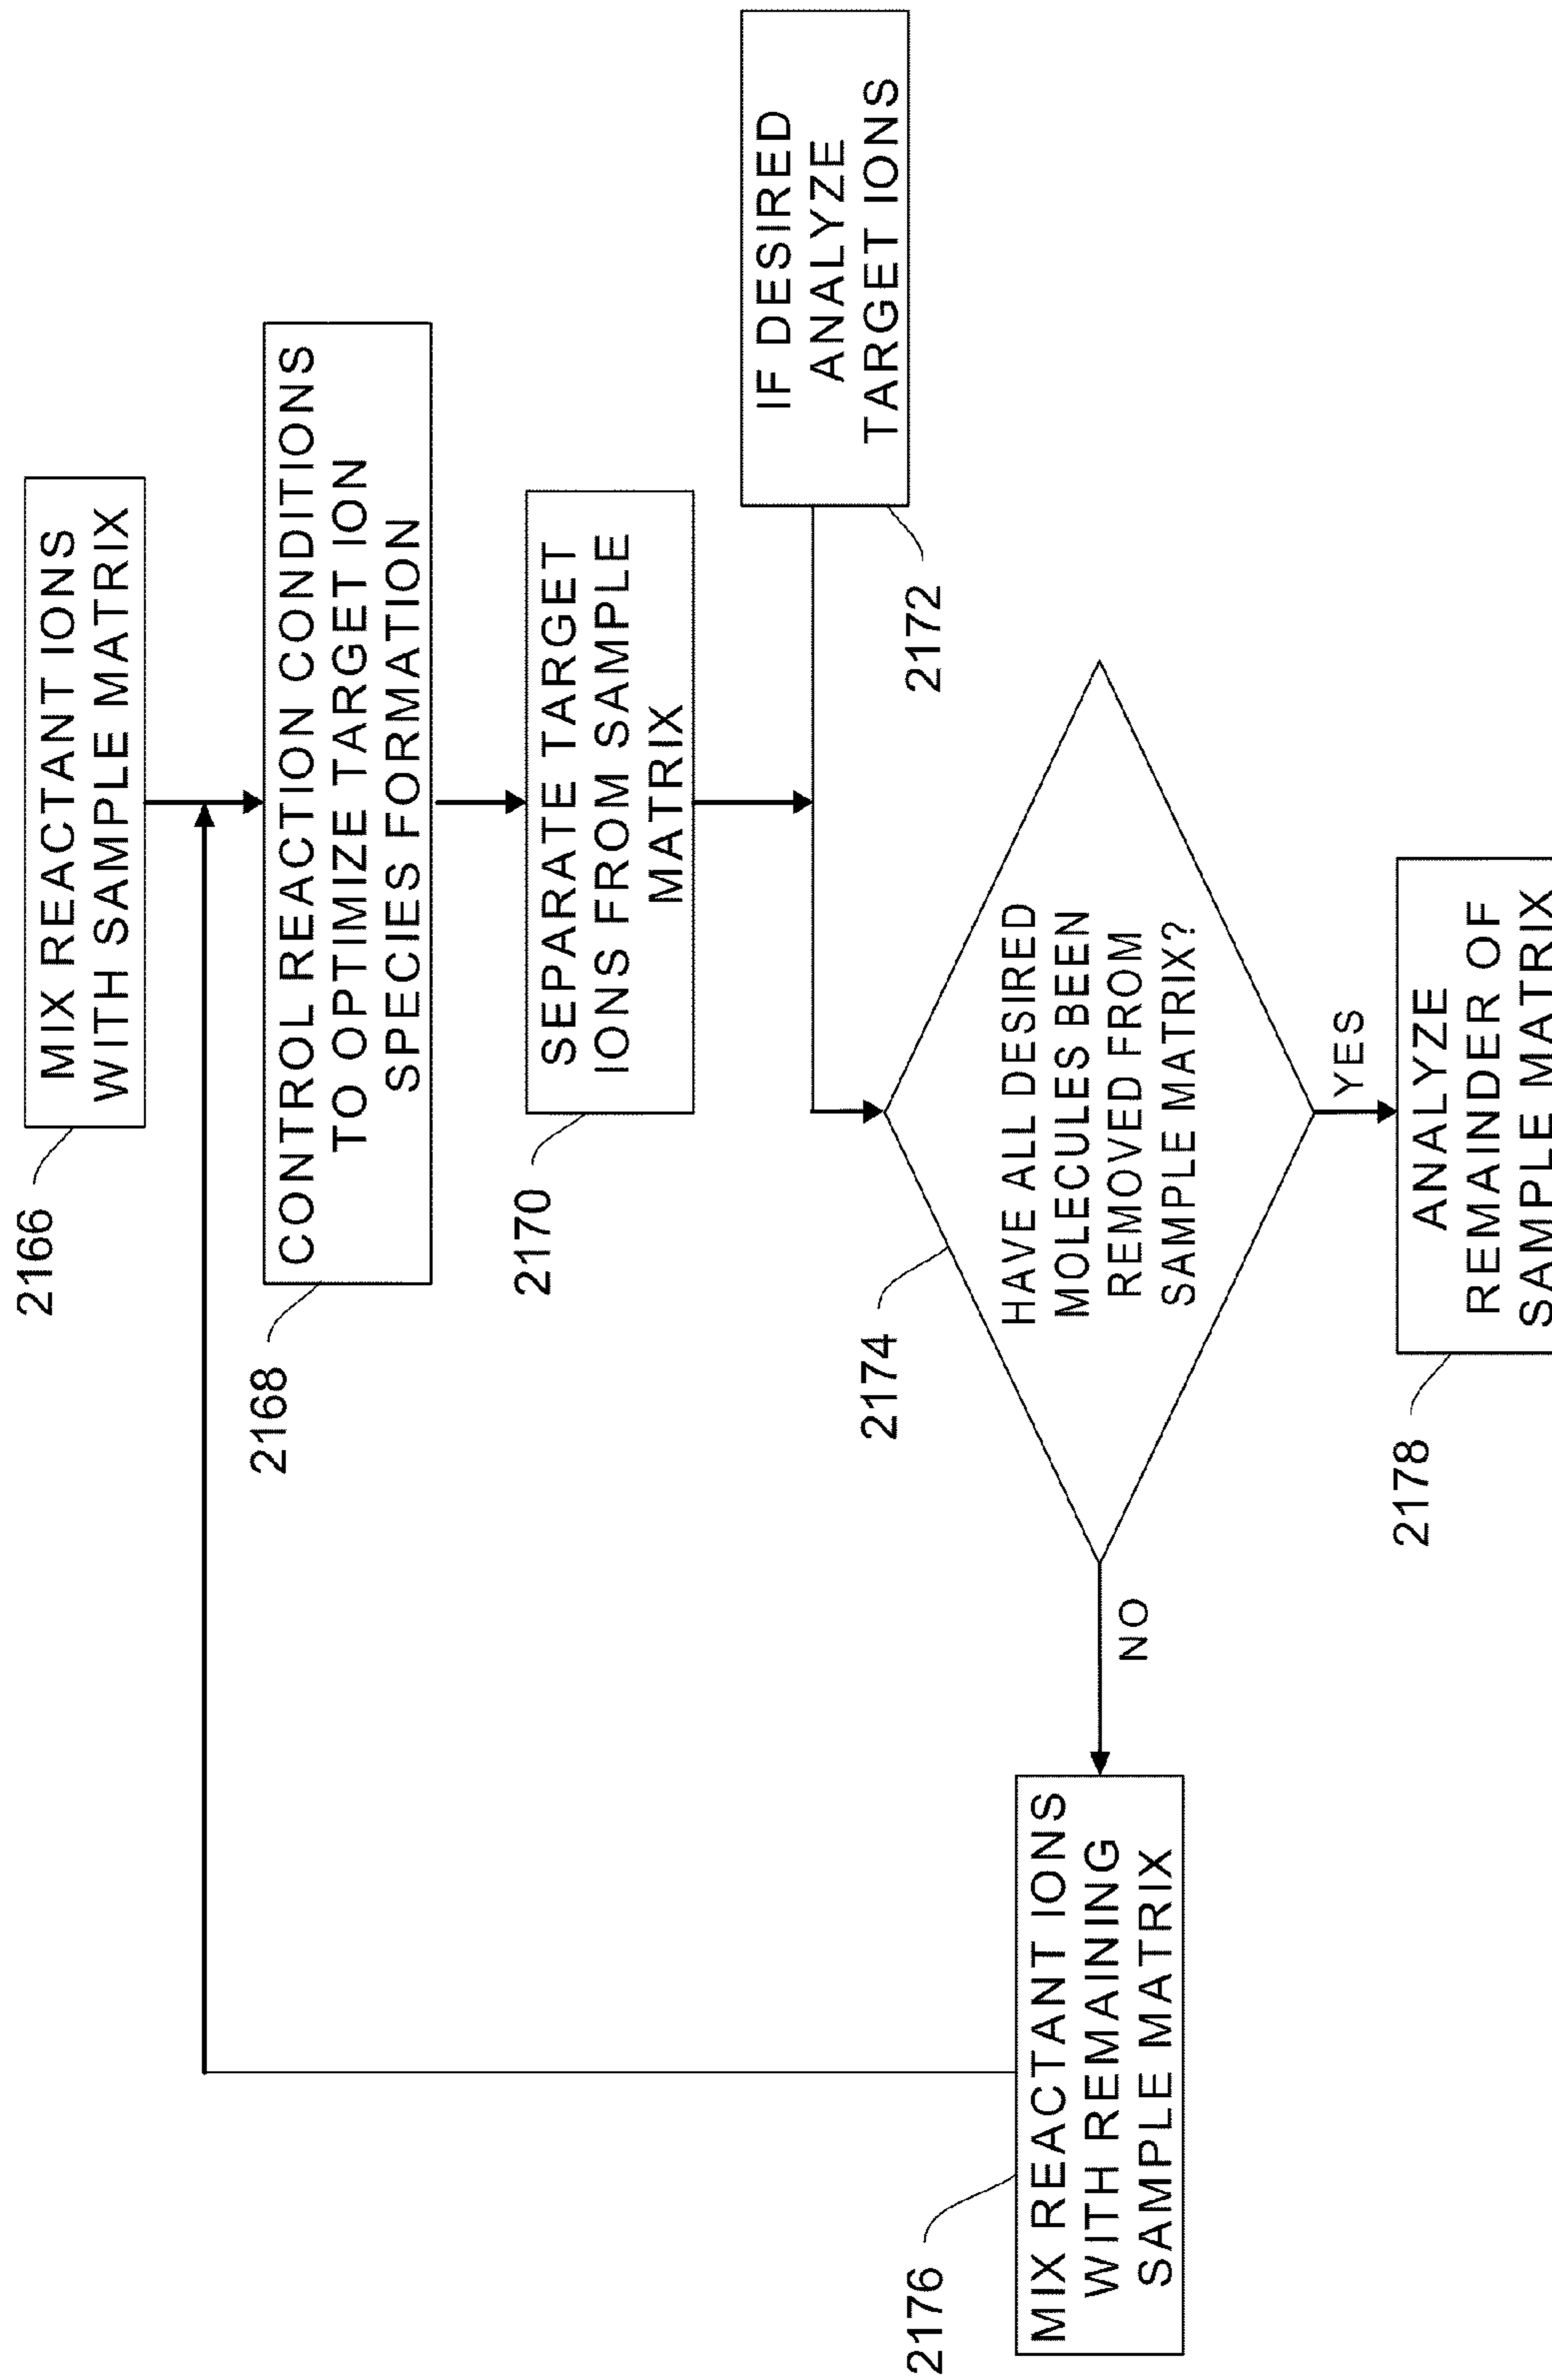 2166
MIX REACTANT IONS
WITH SAMPLE MATRIX
2168
CONTROL REACTION CONDITIONS
TO OPTIMIZE TARGET ION
SPECIES FORMATION
2170
SEPARATE TARGET
IONS FROM SAMPLE
MATRIX
2172
IF DESIRED
ANALYZE
TARGET IONS
2174
HAVE ALL DESIRED
MOLECULES BEEN
REMOVED FROM
SAMPLE MATRIX?
NO
YES
2176
MIX REACTANT IONS
WITH REMAINING
SAMPLE MATRIX
2178
ANALYZE
REMAINDER OF
SAMPLE MATRIX